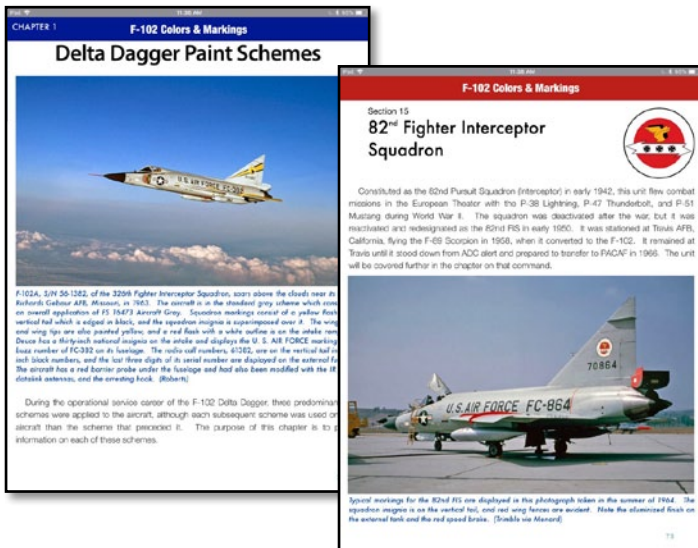 iPad
11:38 AM
CHAPTER 1
F-102 Colors & Markings
Delta Dagger Paint Schemes
U.S. AIR FORCE FC-382
F-102A, S/N 56-1382, of the 326th Fighter Interceptor Squadron, soars above the clouds near its
Richards Gebaur AFB, Missouri, in 1963. The aircraft is in the standard gray scheme which
an overall application of FS 16473 Aircraft Gray. Squadron markings consist of a yellow flash
vertical tail which is edged in black, and the squadron insignia is superimposed over it. The wing
and wing tips are also painted yellow, and a red flash with a white outline is on the intake
Deuce has a thirty-inch national insignia on the intake and displays the U. S. AIR FORCE
buzz number of FC-382 on its fuselage. The radio call numbers, 61382, are on the vertical tail in
inch black numbers, and the last three digits of its serial number are displayed on the external
The aircraft has a red barrier probe under the fuselage and had also been modified with the IR
datalink antennas, and the arresting hook. (Roberts)
During the operational service career of the F-102 Delta Dagger, three predominant
schemes were applied to the aircraft, although each subsequent scheme was used on
aircraft than the scheme that preceded it. The purpose of this chapter is to
information on each of these schemes.
iPad
11:38 AM
F-102 Colors & Markings
Section 15
82nd Fighter Interceptor
Squadron
Constituted as the 82nd Pursuit Squadron (Interceptor) in early 1942, this unit flew combat
missions in the European Theater with the P-38 Lightning, P-47 Thunderbolt, and P-51
Mustang during World War II. The squadron was deactivated after the war, but it was
reactivated and redesignated as the 82nd FIS in early 1950. It was stationed at Travis AFB,
California, flying the F-89 Scorpion in 1958, when it converted to the F-102. It remained at
Travis until it stood down from ADC alert and prepared to transfer to PACAF in 1966. The unit
will be covered further in the chapter on that command.
70864
U.S. AIR FORCE FC-864
Typical markings for the 82nd FIS are displayed in the photograph taken in the summer of 1964. The
squadron insignia is on the vertical tail, and red wing fences are evident. Note the aluminized finish on
the external tank and the red speed brake. (Trimble via Menard)